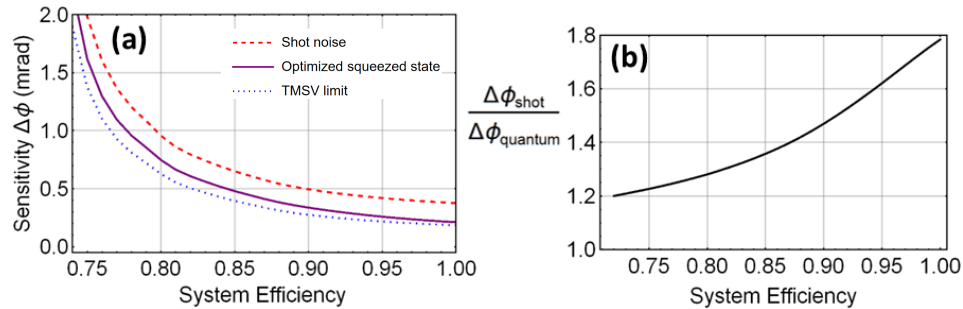 (a)
Shot noise
Optimized squeezed state
TMSV limit
Sensitivity Δϕ (mrad)
2.0
1.5
1.0
0.5
0.0
0.75 0.80 0.85 0.90 0.95 1.00
System Efficiency
(b)
Δϕshot
Δϕquantum
1.8
1.6
1.4
1.2
1.0
0.75 0.80 0.85 0.90 0.95 1.00
System Efficiency